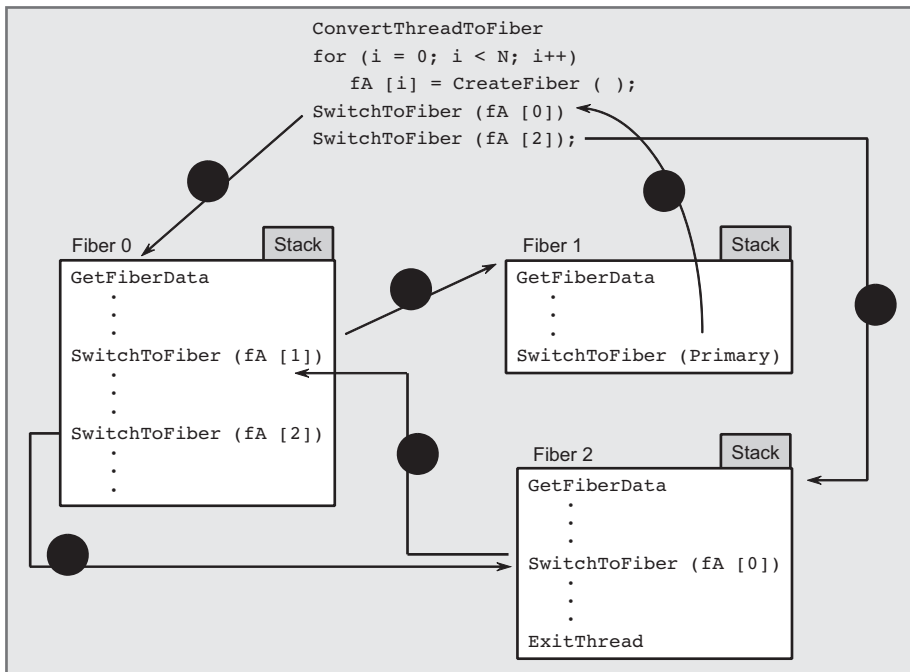 ConvertThreadToFiber
for (i = 0; i < N; i++)
fA [i] = CreateFiber ( );
SwitchToFiber (fA [0])
SwitchToFiber (fA [2]);
Fiber 0
Stack
GetFiberData
.
.
.
SwitchToFiber (fA [1])
.
.
.
SwitchToFiber (fA [2])
.
.
.
Fiber 1
Stack
GetFiberData
.
.
.
SwitchToFiber (Primary)
Fiber 2
Stack
GetFiberData
.
.
.
SwitchToFiber (fA [0])
.
.
.
ExitThread